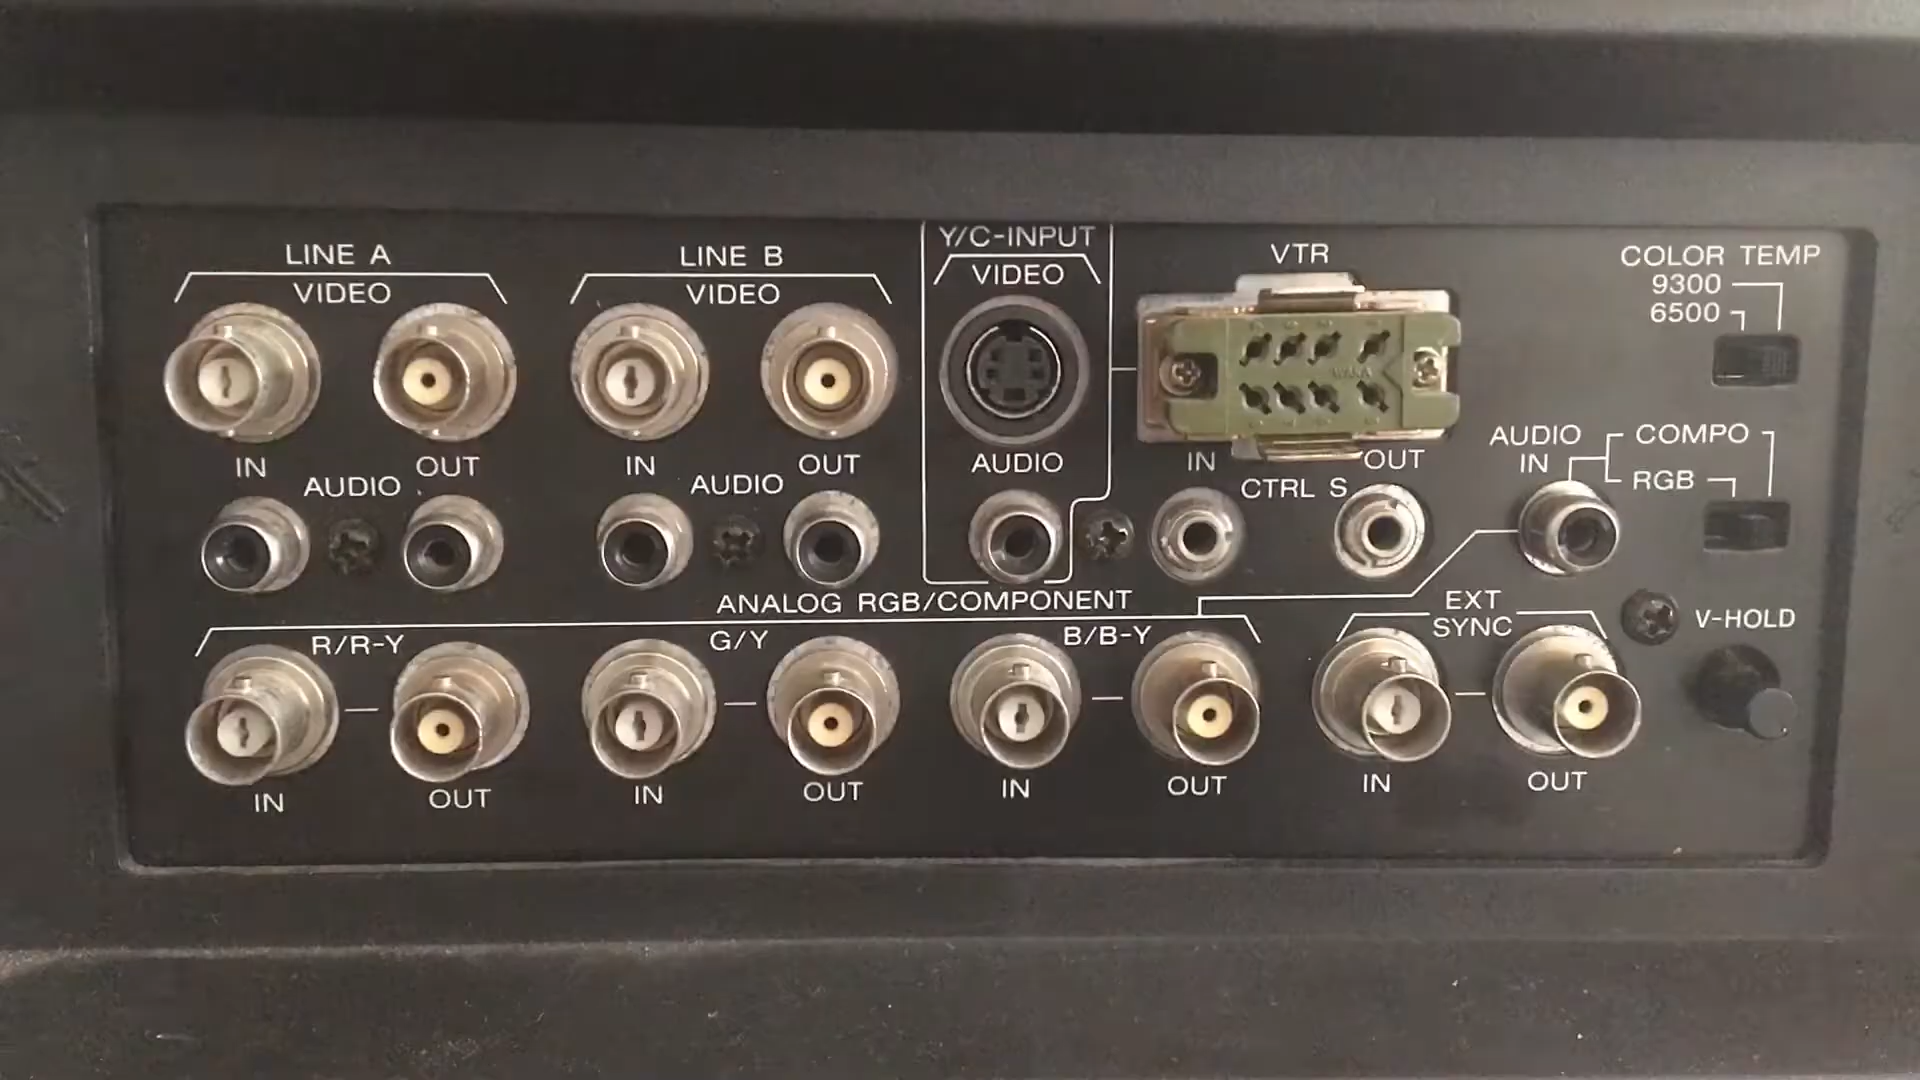 LINE A
VIDEO
IN
OUT
AUDIO
LINE B
VIDEO
IN
OUT
AUDIO
Y/C-INPUT
VIDEO
AUDIO
VTR
IN
OUT
CTRL S
COLOR TEMP
9300
6500
AUDIO
IN
COMPO
RGB
ANALOG RGB/COMPONENT
R/R-Y
G/Y
B/B-Y
EXT
SYNC
V-HOLD
IN
OUT
IN
OUT
IN
OUT
IN
OUT